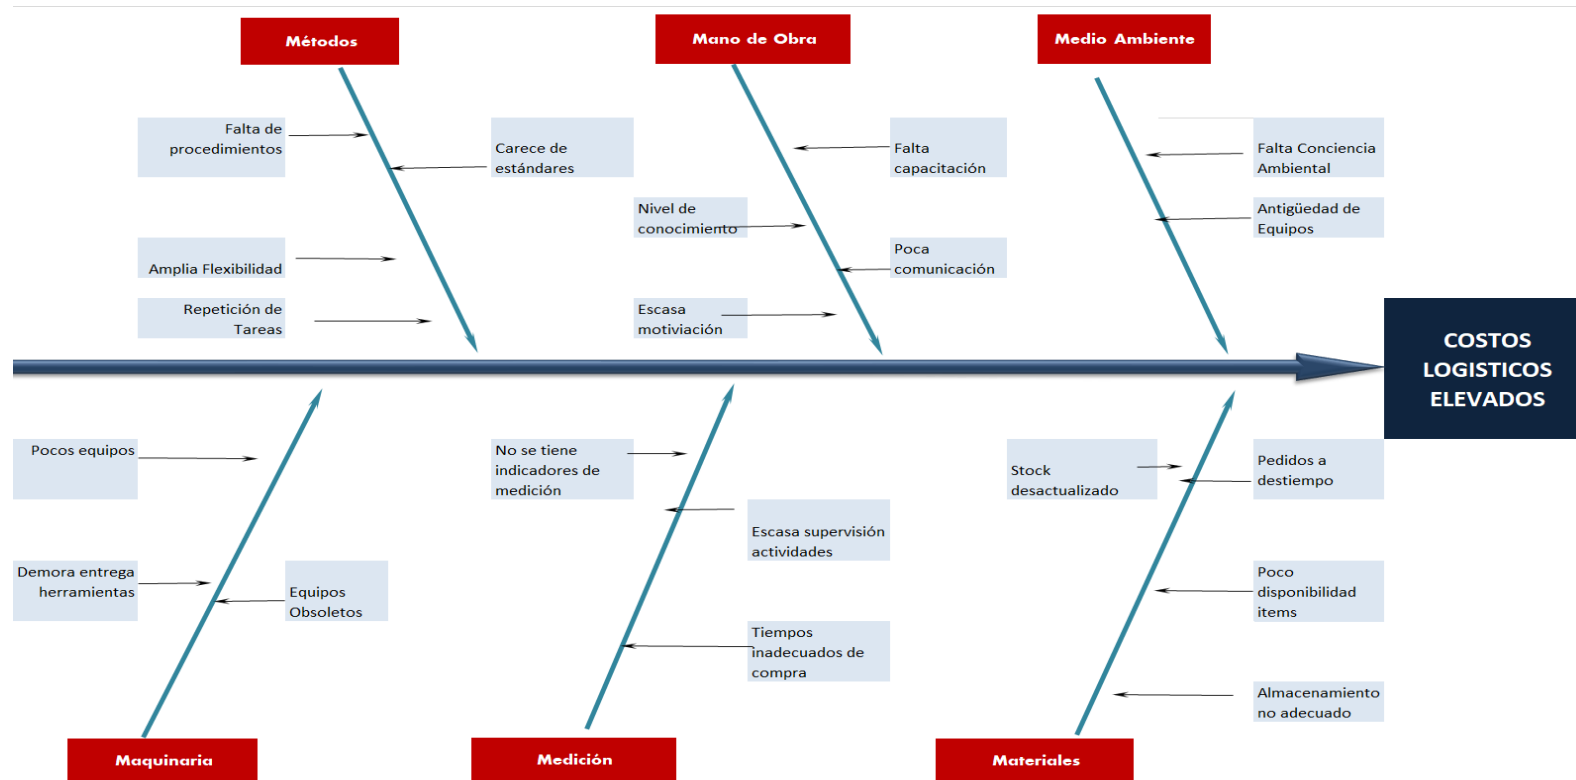 Métodos
Mano de Obra
Medio Ambiente
Falta de
procedimientos
Carece de
estándares
Falta
capacitación
Falta Conciencia
Ambiental
Nivel de
conocimiento
Antigüedad de
Equipos
Amplia Flexibilidad
Poca
comunicación
Repetición de
Tareas
Escasa
motiviación
COSTOS
LOGISTICOS
ELEVADOS
Pocos equipos
No se tiene
indicadores de
medición
Stock
desactualizado
Pedidos a
destiempo
Escasa supervisión
actividades
Demora entrega
herramientas
Equipos
Obsoletos
Poco
disponibilidad
items
Tiempos
inadecuados de
compra
Almacenamiento
no adecuado
Maquinaria
Medición
Materiales